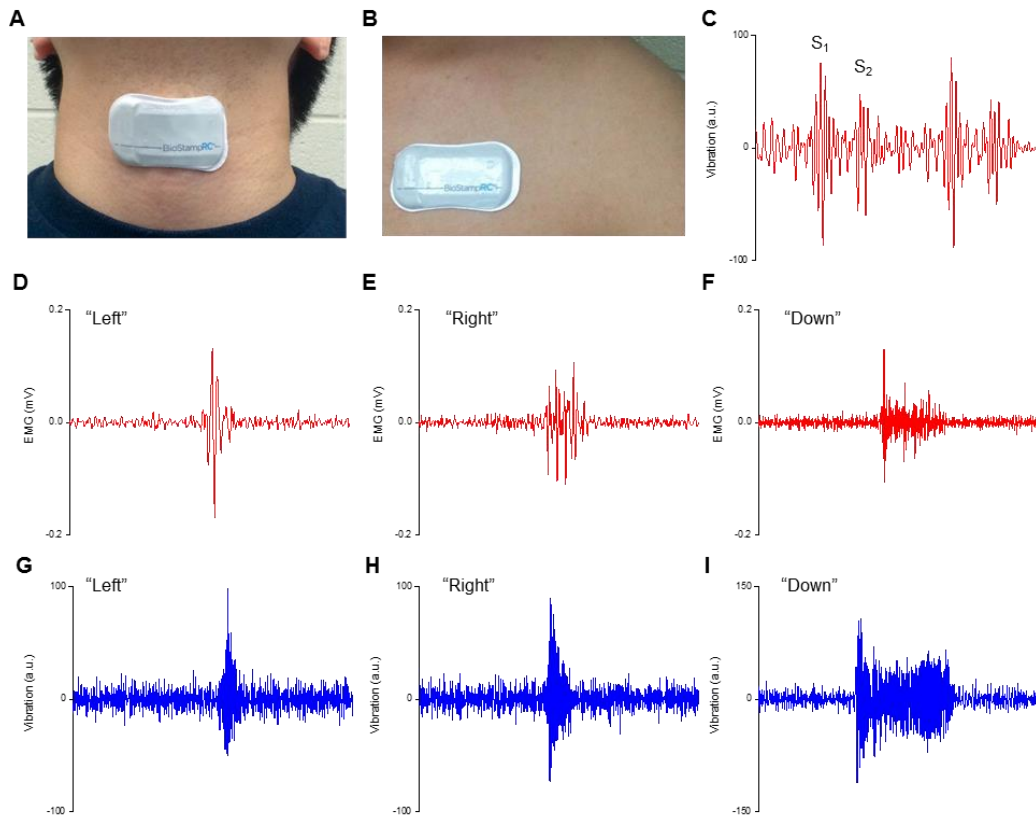 A
B
C
BioStampRC
BioStampRC
100
0
-100
Vibration (a.u.)
S1
S2
D
E
F
0.2
0.0
-0.2
EMG (mV)
"Left"
0.2
0.0
-0.2
EMG (mV)
"Right"
0.2
0.0
-0.2
EMG (mV)
"Down"
G
H
I
100
0
-100
Vibration (a.u.)
"Left"
100
0
-100
Vibration (a.u.)
"Right"
150
0
-150
Vibration (a.u.)
"Down"